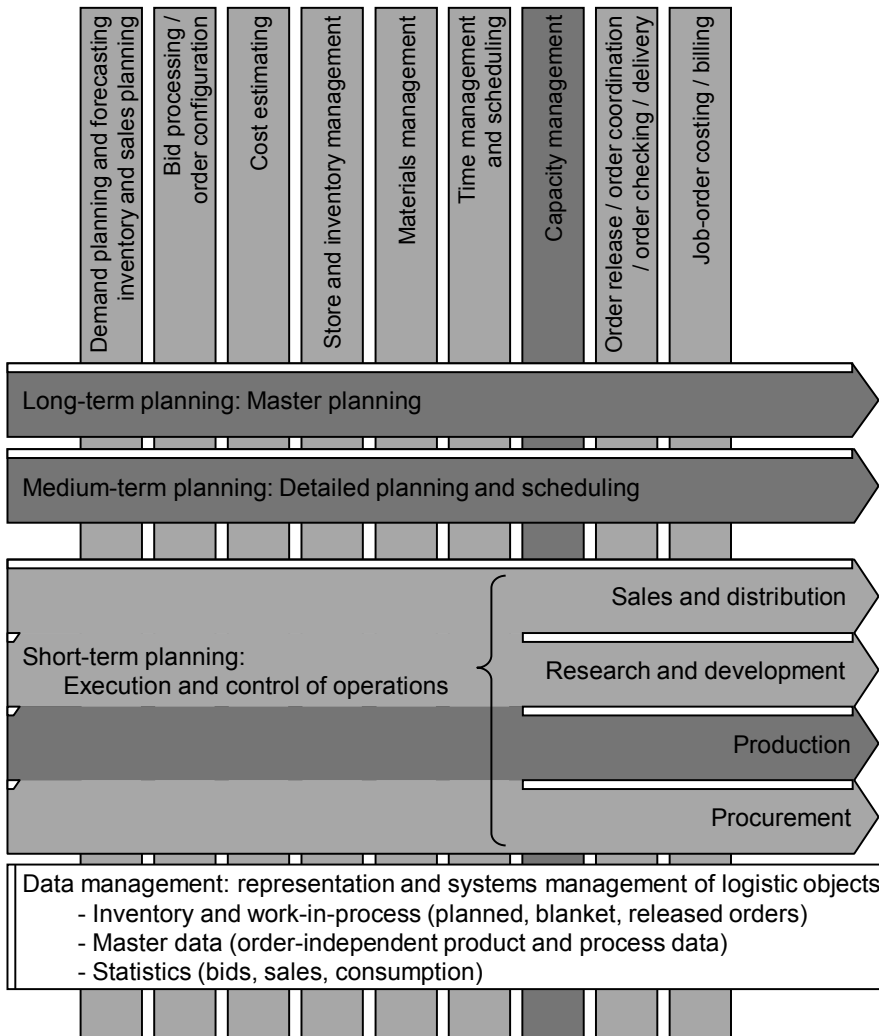 Demand planning and forecasting
inventory and sales planning
Bid processing /
order configuration
Cost estimating
Store and inventory management
Materials management
Time management
and scheduling
Capacity management
Order release / order coordination
/ order checking / delivery
Job-order costing / billing
Long-term planning: Master planning
Medium-term planning: Detailed planning and scheduling
Sales and distribution
Short-term planning:
Execution and control of operations
Research and development
Production
Procurement
Data management: representation and systems management of logistic objects
- Inventory and work-in-process (planned, blanket, released orders)
- Master data (order-independent product and process data)
- Statistics (bids, sales, consumption)